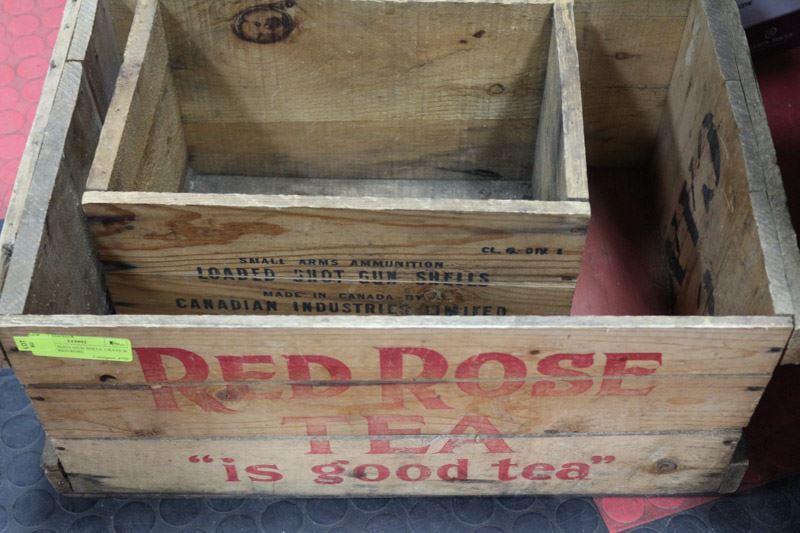 SMALL ARMS AMMUNITION
CL. 6. DIV 1
LOADED SHOT GUN SHELLS
MADE IN CANADA BY
CANADIAN INDUSTRIES LIMITED
RED ROSE
TEA
"is good tea"